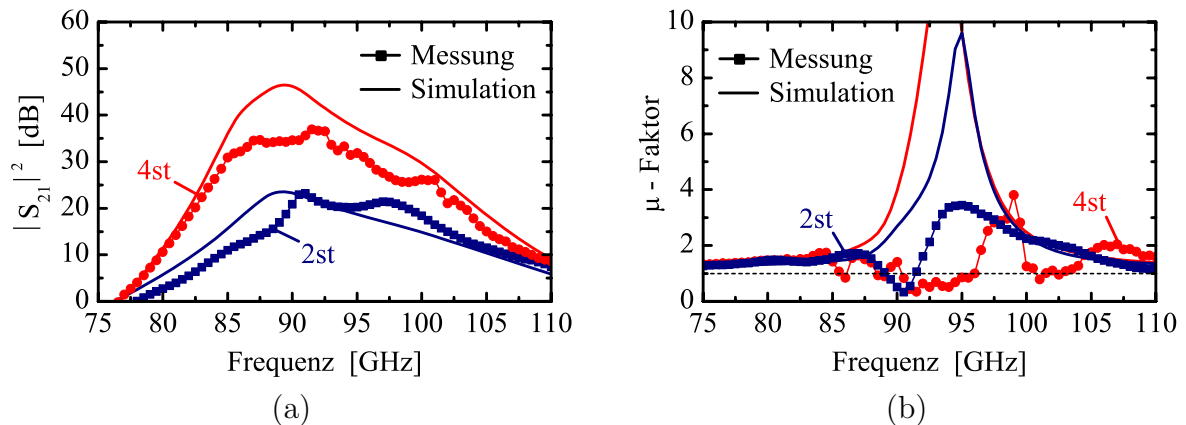 60
50
40
30
20
10
0
75 80 85 90 95 100 105 110
| S21 | 2 [dB]
Frequenz [GHz]
Messung
Simulation
4st
2st
(a)
10
8
6
4
2
0
75 80 85 90 95 100 105 110
μ - Faktor
Frequenz [GHz]
Messung
Simulation
2st
4st
(b)